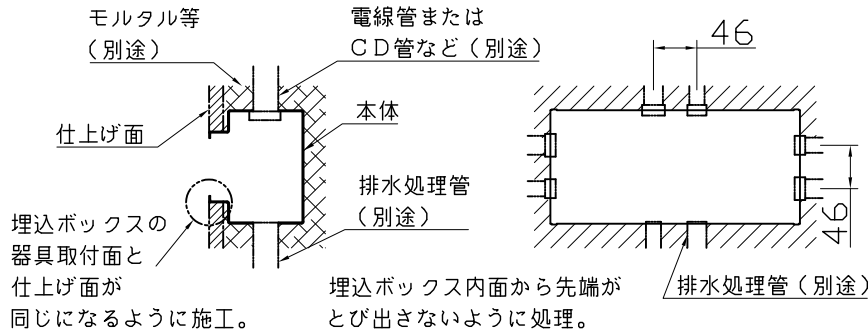 モルタル等
（別途）
電線管または
ＣＤ管など（別途）
46
仕上げ面
本体
排水処理管
（別途）
46
埋込ボックスの
器具取付面と
仕上げ面が
同じになるように施工。
埋込ボックス内面から先端が
とび出さないように処理。
排水処理管（別途）